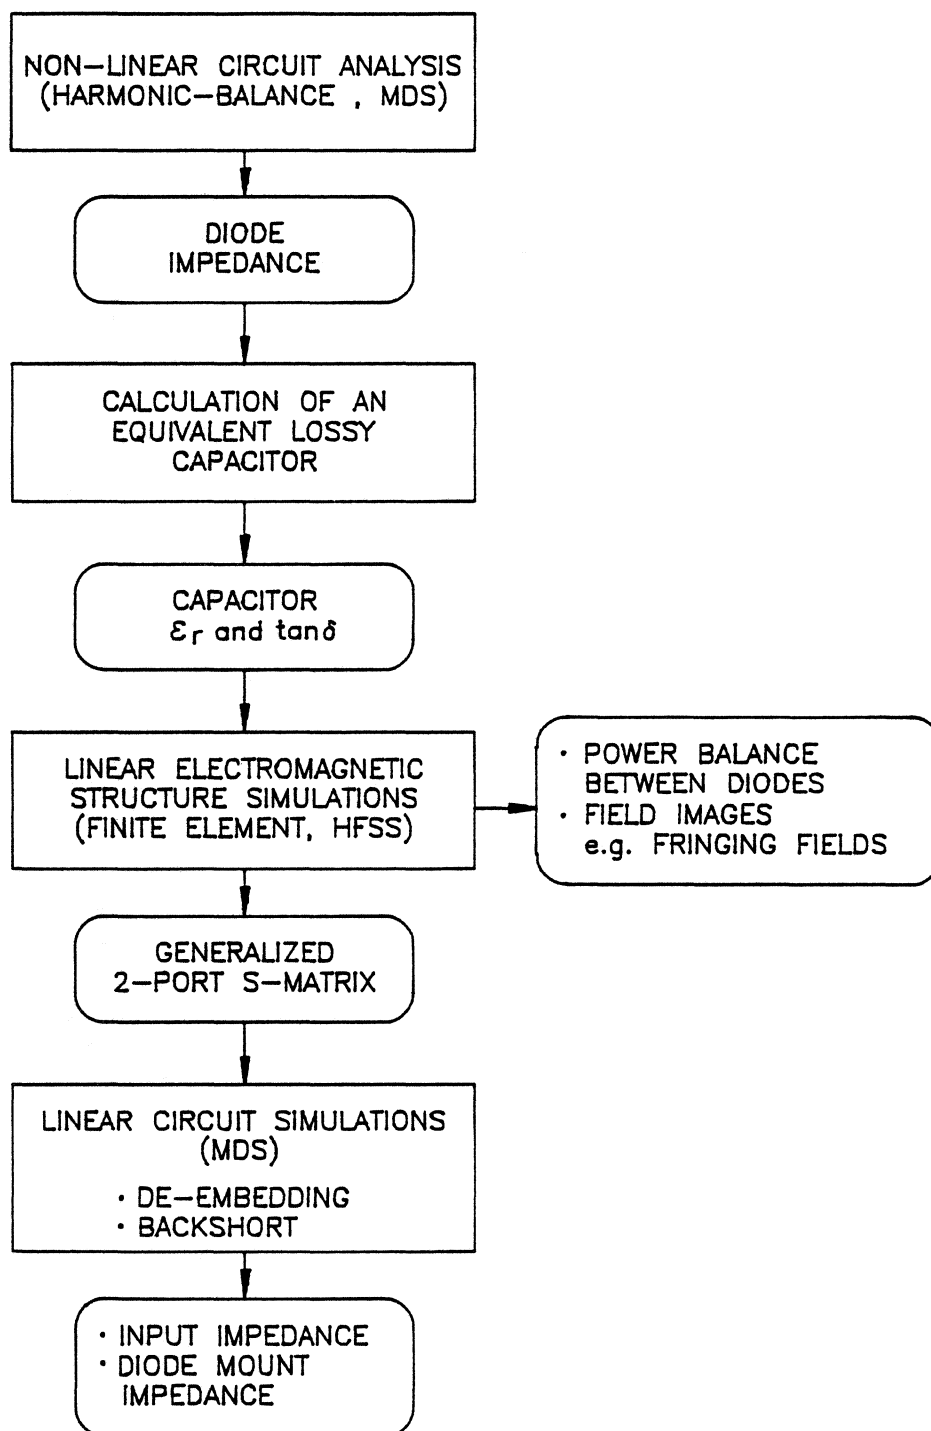 NON-LINEAR CIRCUIT ANALYSIS
(HARMONIC-BALANCE , MDS)
DIODE
IMPEDANCE
CALCULATION OF AN
EQUIVALENT LOSSY
CAPACITOR
CAPACITOR
εr and tanδ
LINEAR ELECTROMAGNETIC
STRUCTURE SIMULATIONS
(FINITE ELEMENT, HFSS)
· POWER BALANCE
BETWEEN DIODES
· FIELD IMAGES
e.g. FRINGING FIELDS
GENERALIZED
2-PORT S-MATRIX
LINEAR CIRCUIT SIMULATIONS
(MDS)
· DE-EMBEDDING
· BACKSHORT
· INPUT IMPEDANCE
· DIODE MOUNT
IMPEDANCE